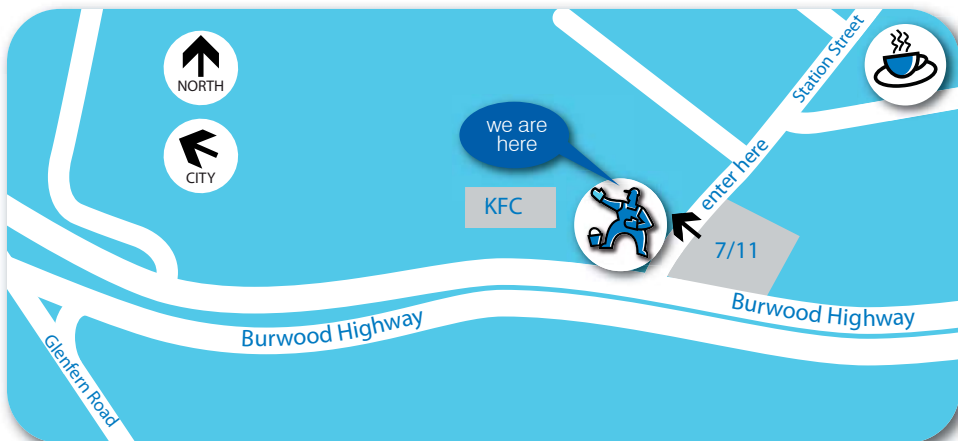 NORTH
CITY
we are
here
KFC
enter here
Station Street
7/11
Burwood Highway
Burwood Highway
Glenfern Road